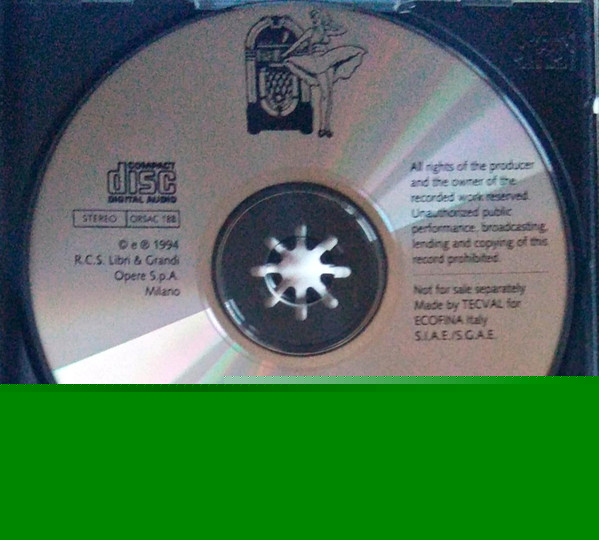 COMPACT
disc
DIGITAL AUDIO
STEREO ORSAC 188
© e ℗ 1994
R.C.S. Libri & Grandi
Opere S.p.A.
Milano
All rights of the producer
and the owner of the
recorded work reserved.
Unauthorized public
performance, broadcasting,
lending and copying of this
record prohibited.
Not for sale separately
Made by TECVAL for
ECOFINA Italy
S.I.A.E./S.G.A.E.